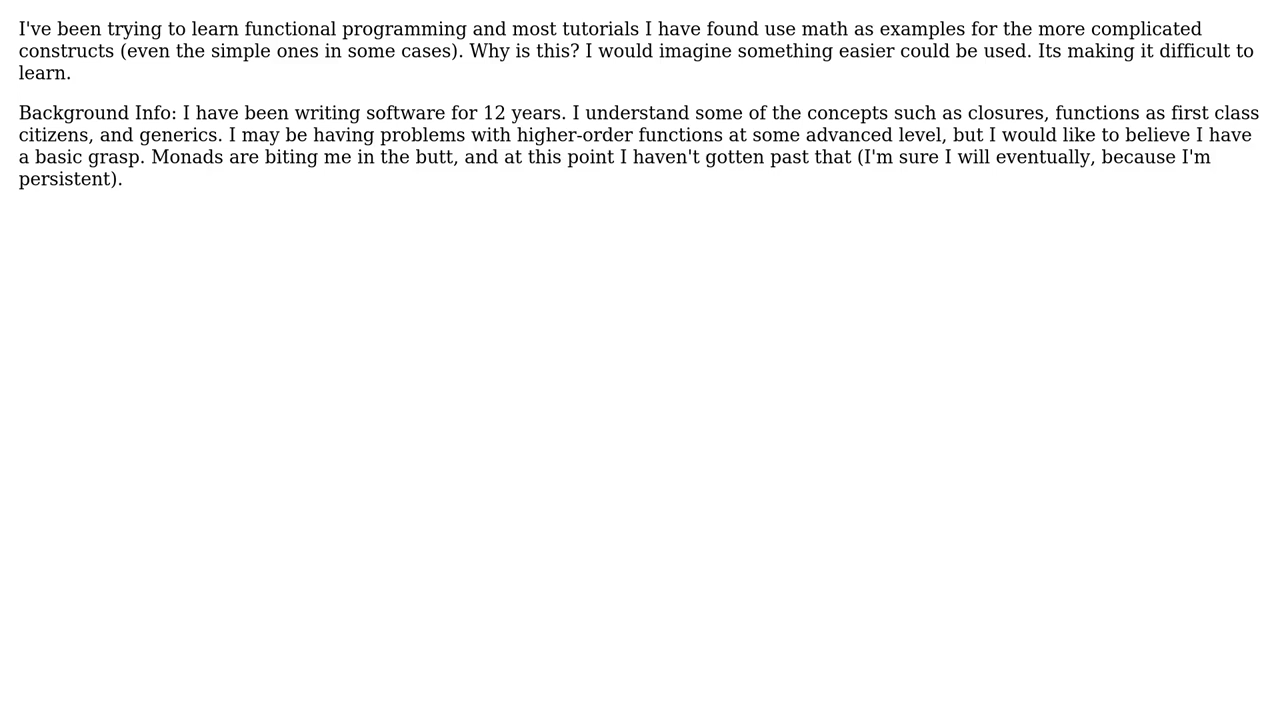 I've been trying to learn functional programming and most tutorials I have found use math as examples for the more complicated
constructs (even the simple ones in some cases). Why is this? I would imagine something easier could be used. Its making it difficult to
learn.
Background Info: I have been writing software for 12 years. I understand some of the concepts such as closures, functions as first class
citizens, and generics. I may be having problems with higher-order functions at some advanced level, but I would like to believe I have
a basic grasp. Monads are biting me in the butt, and at this point I haven't gotten past that (I'm sure I will eventually, because I'm
persistent).